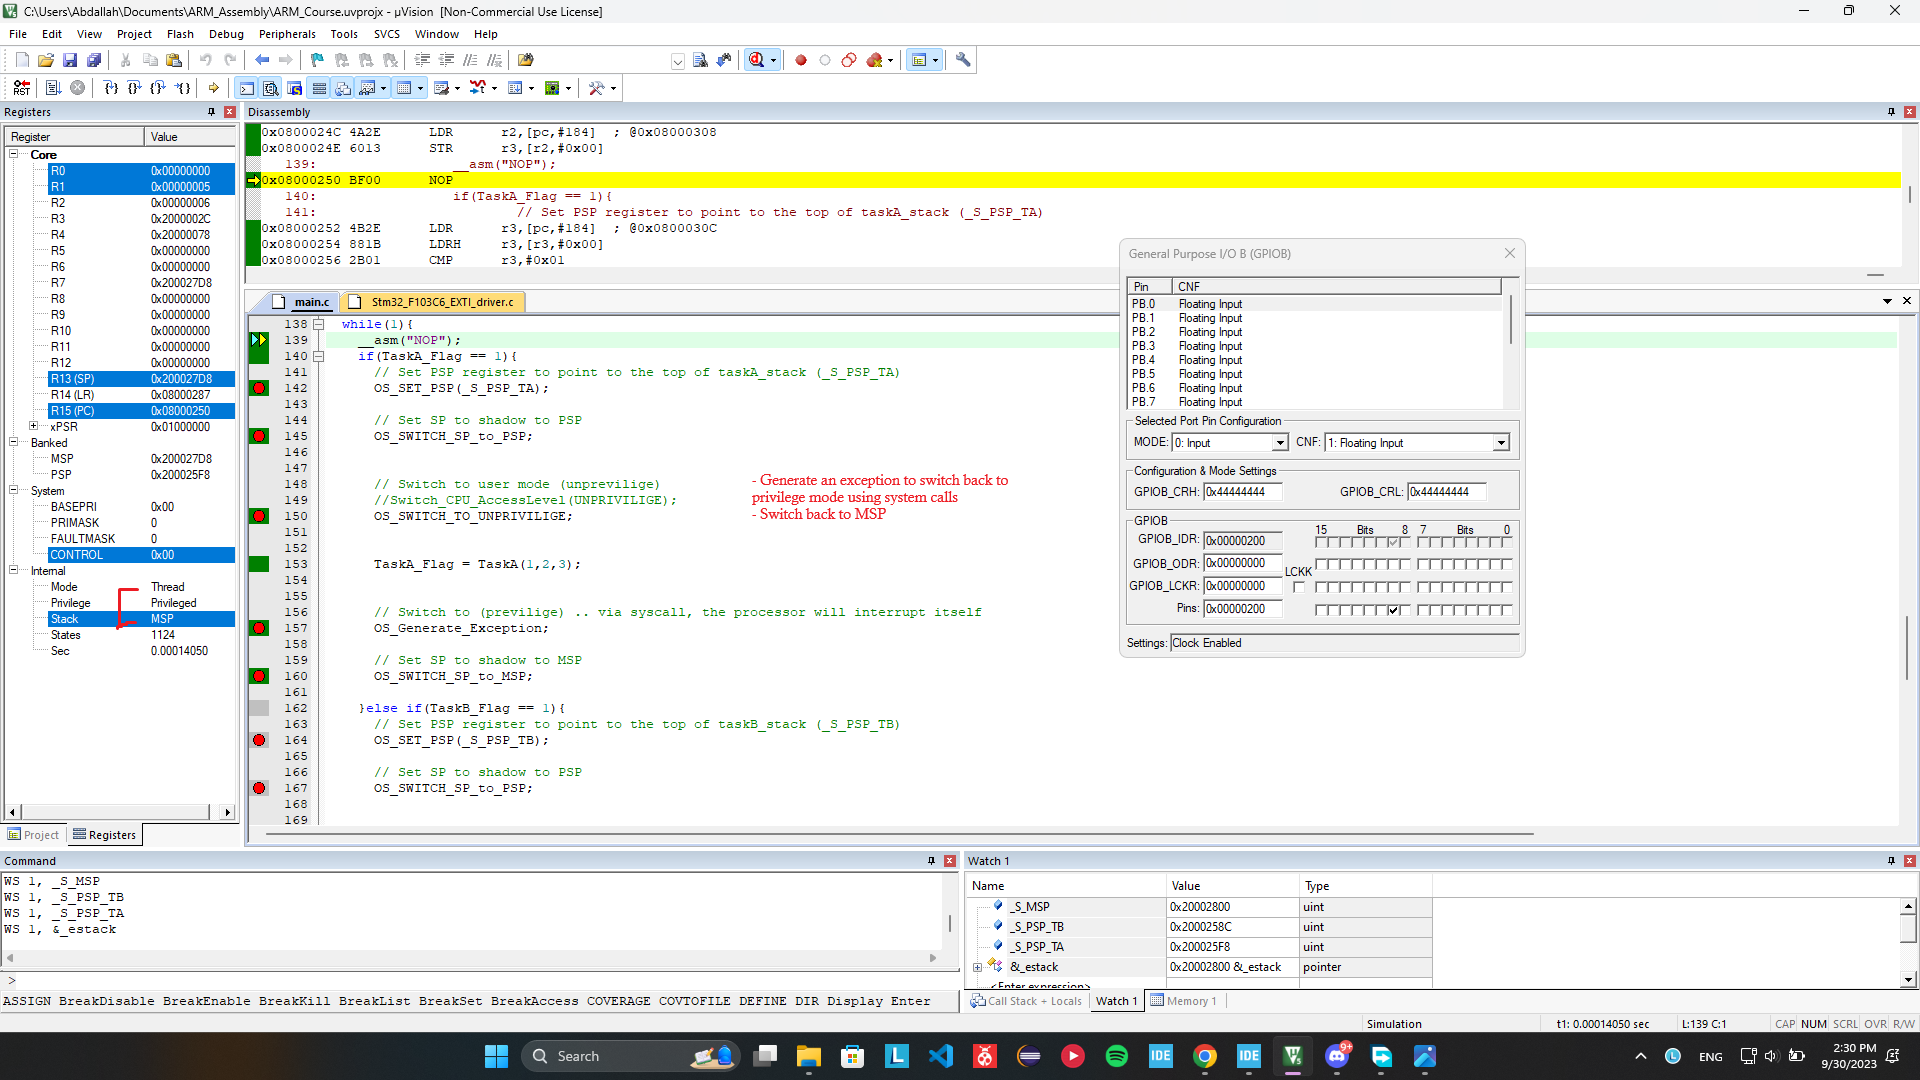 C:\Users\Abdallah\Documents\ARM_Assembly\ARM_Course.uvprojx - µVision  [Non-Commercial Use License]
File Edit View Project Flash Debug Peripherals Tools SVCS Window Help
Registers
Register Value
Core
R0 0x00000000
R1 0x00000005
R2 0x00000006
R3 0x2000002C
R4 0x20000078
R5 0x00000000
R6 0x00000000
R7 0x200027D8
R8 0x00000000
R9 0x00000000
R10 0x00000000
R11 0x00000000
R12 0x00000000
R13 (SP) 0x200027D8
R14 (LR) 0x08000287
R15 (PC) 0x08000250
xPSR 0x01000000
Banked
MSP 0x200027D8
PSP 0x200025F8
System
BASEPRI 0x00
PRIMASK 0
FAULTMASK 0
CONTROL 0x00
Internal
Mode Thread
Privilege Privileged
Stack MSP
States 1124
Sec 0.00014050
Project Registers
Disassembly
0x0800024C 4A2E LDR r2,[pc,#184] ; @0x08000308
0x0800024E 6013 STR r3,[r2,#0x00]
139: __asm("NOP");
0x08000250 BF00 NOP
140: if(TaskA_Flag == 1){
141: // Set PSP register to point to the top of taskA_stack (_S_PSP_TA)
0x08000252 4B2E LDR r3,[pc,#184] ; @0x0800030C
0x08000254 881B LDRH r3,[r3,#0x00]
0x08000256 2B01 CMP r3,#0x01
main.c Stm32_F103C6_EXTI_driver.c
138 while(1){
139 __asm("NOP");
140 if(TaskA_Flag == 1){
141 // Set PSP register to point to the top of taskA_stack (_S_PSP_TA)
142 OS_SET_PSP(_S_PSP_TA);
143
144 // Set SP to shadow to PSP
145 OS_SWITCH_SP_to_PSP;
146
147
148 // Switch to user mode (unprevilige)
149 //Switch_CPU_AccessLevel(UNPRIVILIGE);
150 OS_SWITCH_TO_UNPRIVILIGE;
151
152
153 TaskA_Flag = TaskA(1,2,3);
154
155
156 // Switch to (previlige) .. via syscall, the processor will interrupt itself
157 OS_Generate_Exception;
158
159 // Set SP to shadow to MSP
160 OS_SWITCH_SP_to_MSP;
161
162 }else if(TaskB_Flag == 1){
163 // Set PSP register to point to the top of taskB_stack (_S_PSP_TB)
164 OS_SET_PSP(_S_PSP_TB);
165
166 // Set SP to shadow to PSP
167 OS_SWITCH_SP_to_PSP;
168
169
- Generate an exception to switch back to
privilege mode using system calls
- Switch back to MSP
General Purpose I/O B (GPIOB)
Pin CNF
PB.0 Floating Input
PB.1 Floating Input
PB.2 Floating Input
PB.3 Floating Input
PB.4 Floating Input
PB.5 Floating Input
PB.6 Floating Input
PB.7 Floating Input
Selected Port Pin Configuration
MODE: 0: Input CNF: 1: Floating Input
Configuration & Mode Settings
GPIOB_CRH: 0x44444444 GPIOB_CRL: 0x44444444
GPIOB
15 Bits 8 7 Bits 0
GPIOB_IDR: 0x00000200
GPIOB_ODR: 0x00000000
LCKK
GPIOB_LCKR: 0x00000000
Pins: 0x00000200
Settings: Clock Enabled
Command
WS 1, _S_MSP
WS 1, _S_PSP_TB
WS 1, _S_PSP_TA
WS 1, &_estack
>
ASSIGN BreakDisable BreakEnable BreakKill BreakList BreakSet BreakAccess COVERAGE COVTOFILE DEFINE DIR Display Enter
Watch 1
Name Value Type
_S_MSP 0x20002800 uint
_S_PSP_TB 0x2000258C uint
_S_PSP_TA 0x200025F8 uint
&_estack 0x20002800 &_estack pointer
<Enter expression>
Call Stack + Locals Watch 1 Memory 1
Simulation t1: 0.00014050 sec L:139 C:1 CAP NUM SCRL OVR R/W
Search
ENG
2:30 PM
9/30/2023